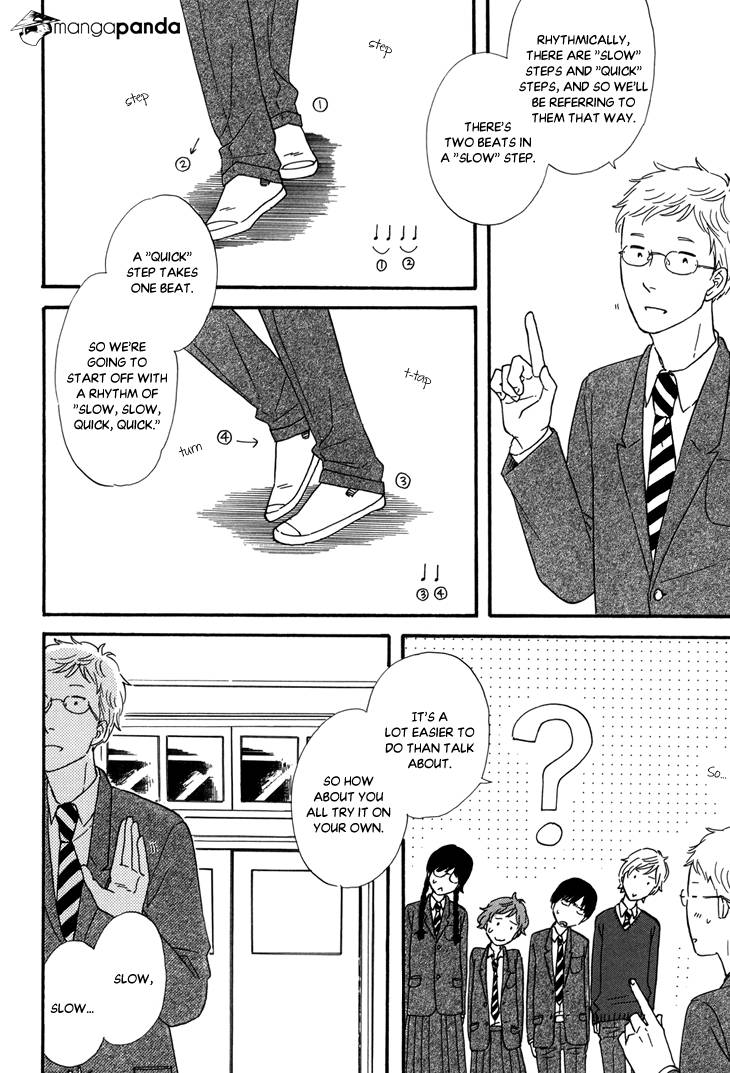 mangapanda
RHYTHMICALLY,
THERE ARE "SLOW"
STEPS AND "QUICK"
STEPS, AND SO WE'LL
BE REFERRING TO
THEM THAT WAY.
THERE'S
TWO BEATS IN
A "SLOW" STEP.
step
step
①
②
♩ ♩ ♩ ♩
① ②
A "QUICK"
STEP TAKES
ONE BEAT.
SO WE'RE
GOING TO
START OFF WITH
A RHYTHM OF
"SLOW, SLOW,
QUICK, QUICK."
t-tap
turn
④
③
♩ ♩
③ ④
?
So...
IT'S A
LOT EASIER TO
DO THAN TALK
ABOUT.
SO HOW
ABOUT YOU
ALL TRY IT ON
YOUR OWN.
SLOW,
SLOW...